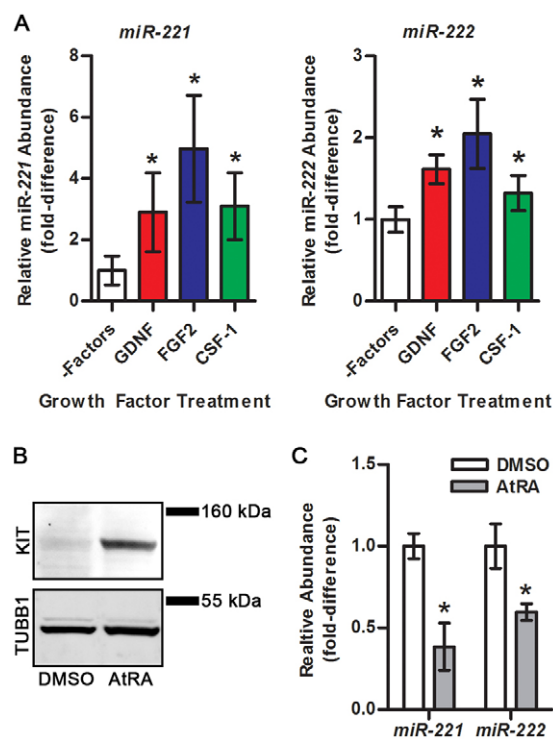 A
miR-221
Relative miR-221 Abundance
(fold-difference)
8
6
4
2
0
*
*
*
-Factors
GDNF
FGF2
CSF-1
Growth Factor Treatment
miR-222
Relative miR-222 Abundance
(fold-difference)
3
2
1
0
*
*
*
-Factors
GDNF
FGF2
CSF-1
Growth Factor Treatment
B
KIT
160 kDa
TUBB1
55 kDa
DMSO
AtRA
C
DMSO
AtRA
Realtive Abundance
(fold-difference)
1.5
1.0
0.5
0.0
*
*
miR-221
miR-222